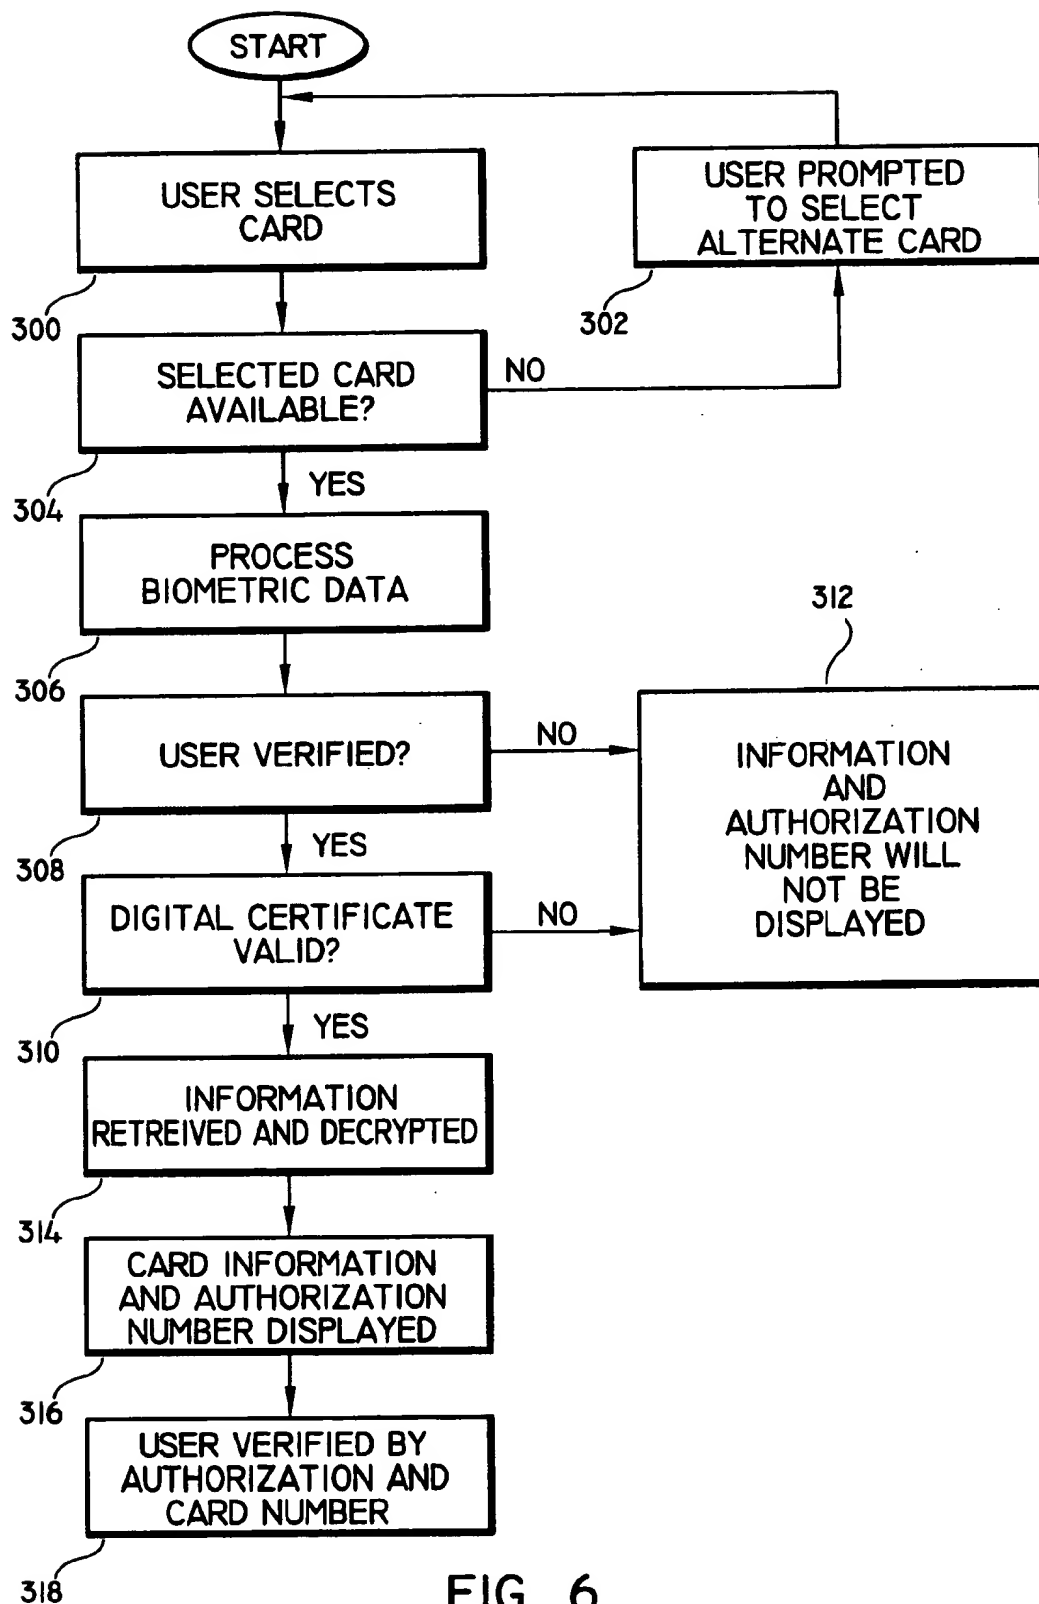 START
USER SELECTS
CARD
300
USER PROMPTED
TO SELECT
ALTERNATE CARD
302
SELECTED CARD
AVAILABLE?
NO
304
YES
PROCESS
BIOMETRIC DATA
306
USER VERIFIED?
NO
308
YES
312
INFORMATION
AND
AUTHORIZATION
NUMBER WILL
NOT BE
DISPLAYED
DIGITAL CERTIFICATE
VALID?
NO
310
YES
INFORMATION
RETREIVED AND DECRYPTED
314
CARD INFORMATION
AND AUTHORIZATION
NUMBER DISPLAYED
316
USER VERIFIED BY
AUTHORIZATION AND
CARD NUMBER
318
FIG. 6